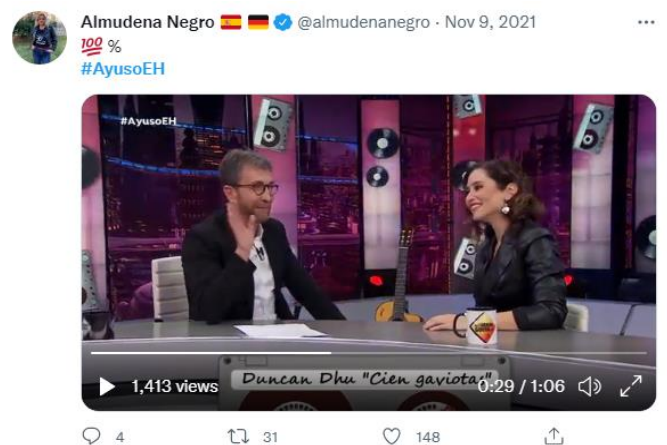 Almudena Negro @almudenanegro · Nov 9, 2021
💯 %
#AyusoEH
#AyusoEH
Duncan Dhu "Cien gaviotas"
1,413 views
0:29 / 1:06
4 31 148